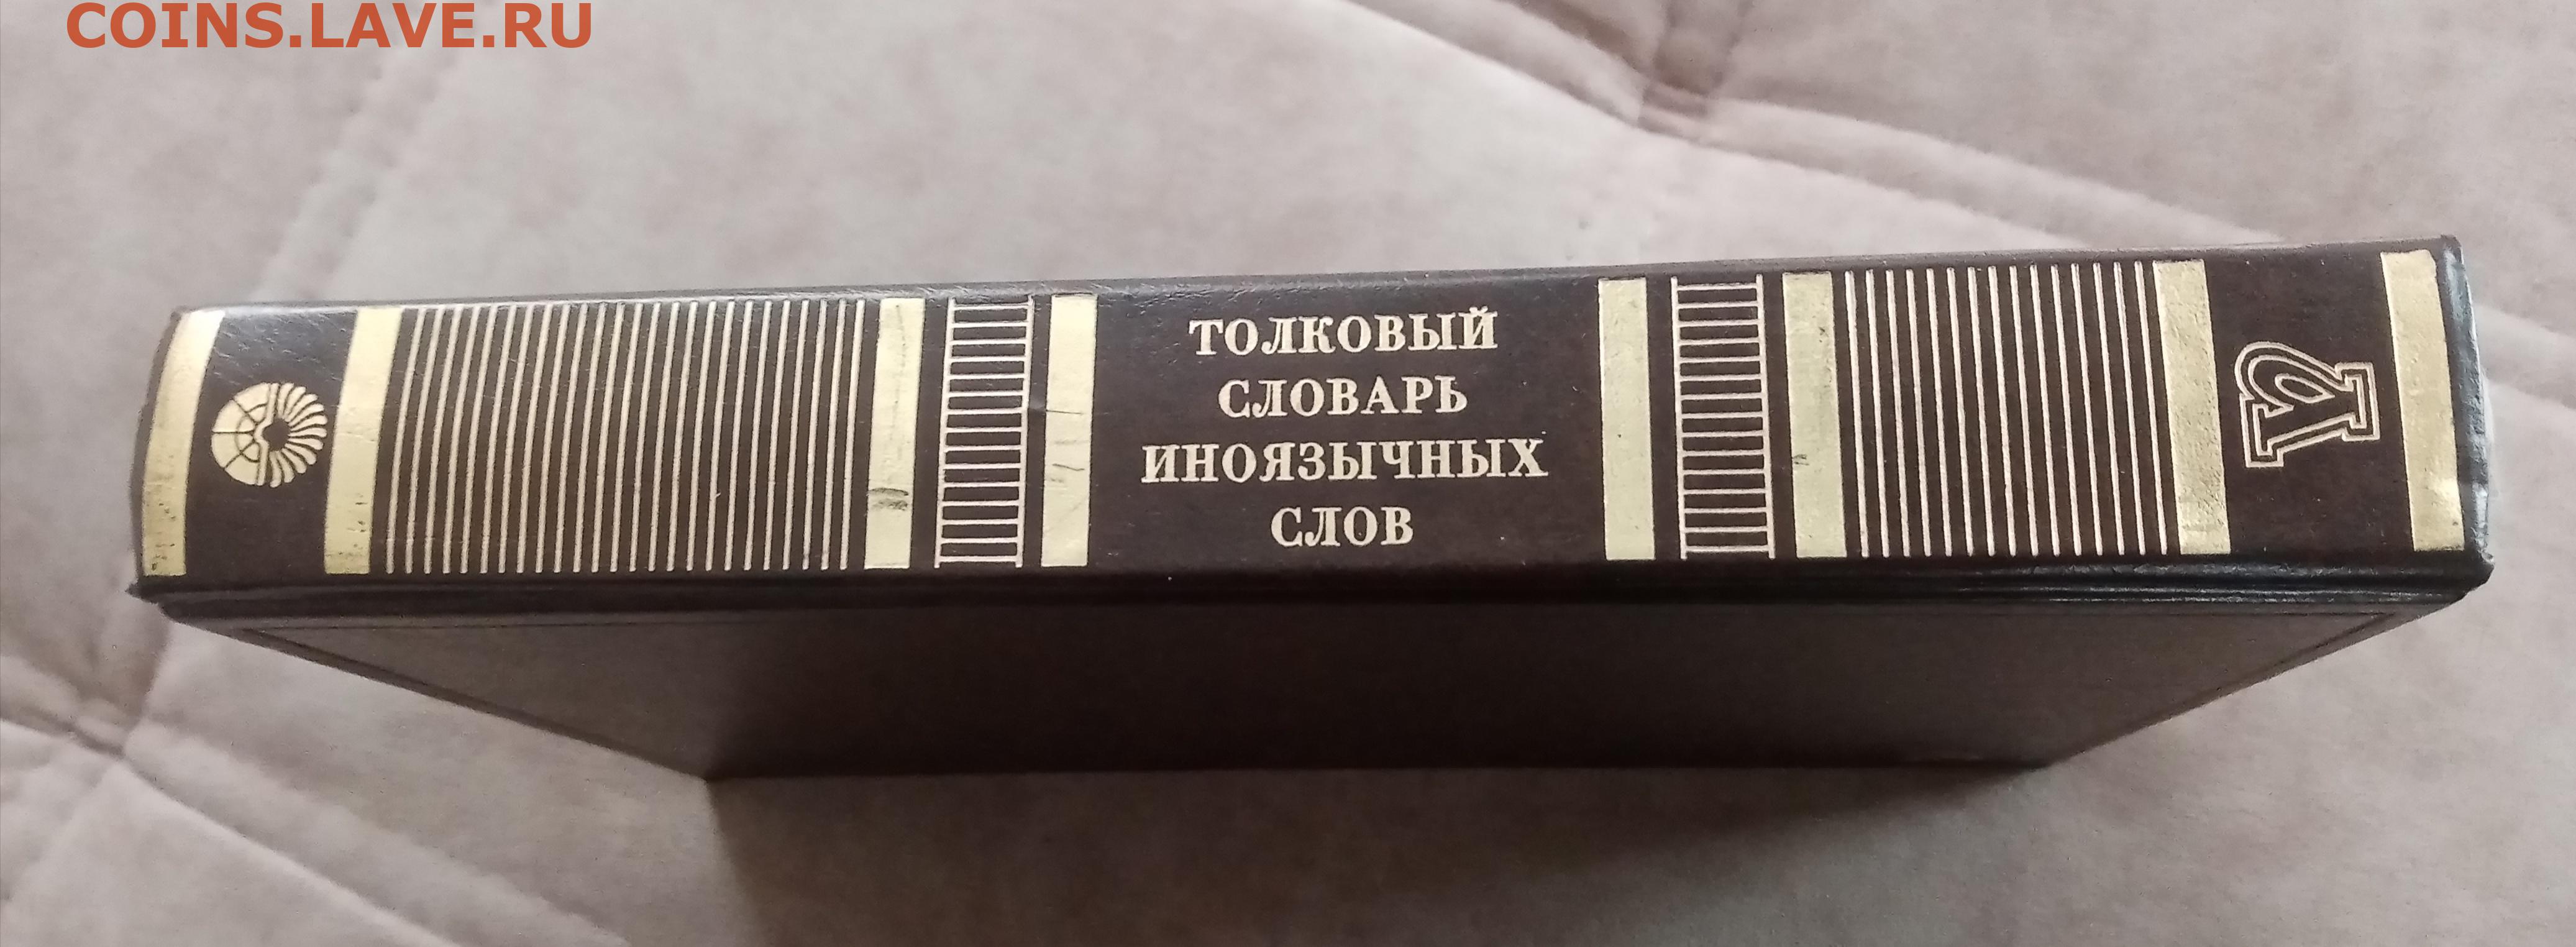 COINS.LAVE.RU
ТОЛКОВЫЙ
СЛОВАРЬ
ИНОЯЗЫЧНЫХ
СЛОВ